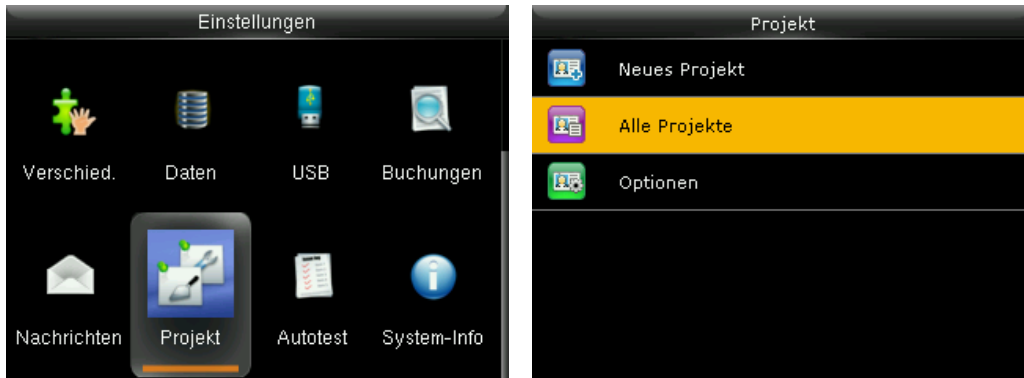 Einstellungen
Verschied.
Daten
USB
Buchungen
Nachrichten
Projekt
Autotest
System-Info
Projekt
Neues Projekt
Alle Projekte
Optionen